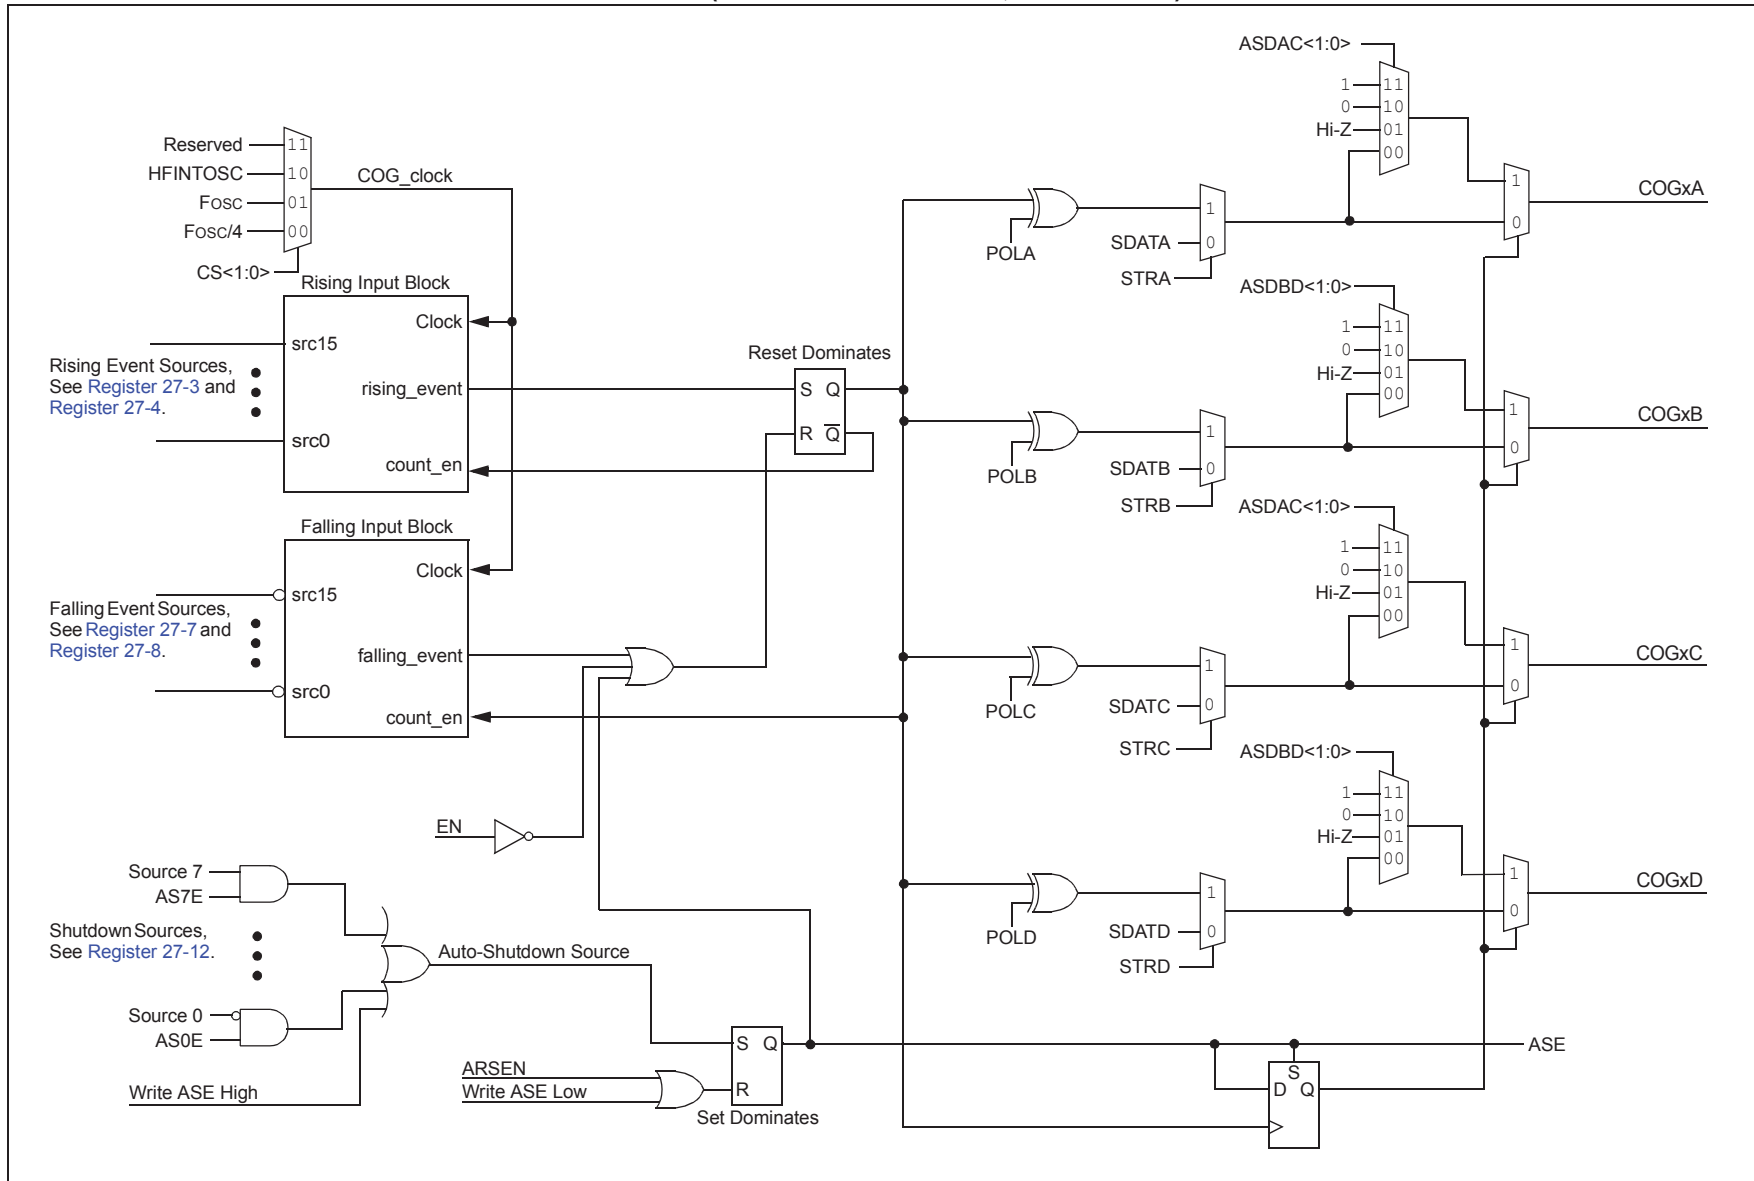 ASDAC<1:0>
1 11
0 10
Hi-Z 01
00
1
0
COGxA
Reserved 11
HFINTOSC 10
Fosc 01
Fosc/4 00
CS<1:0>
COG_clock
POLA
1
SDATA 0
STRA
Rising Input Block
Clock
src15
Rising Event Sources,
See Register 27-3 and
Register 27-4.
rising_event
src0
count_en
Reset Dominates
S Q
R Q
ASDBD<1:0>
1 11
0 10
Hi-Z 01
00
1
0
COGxB
POLB
1
SDATB 0
STRB
Falling Input Block
Clock
src15
Falling Event Sources,
See Register 27-7 and
Register 27-8.
falling_event
src0
count_en
ASDAC<1:0>
1 11
0 10
Hi-Z 01
00
1
0
COGxC
POLC
1
SDATC 0
STRC
EN
ASDBD<1:0>
1 11
0 10
Hi-Z 01
00
1
0
COGxD
POLD
1
SDATD 0
STRD
Source 7
AS7E
Shutdown Sources,
See Register 27-12.
Auto-Shutdown Source
Source 0
AS0E
Write ASE High
ARSEN
Write ASE Low
S Q
R
Set Dominates
ASE
S
D Q